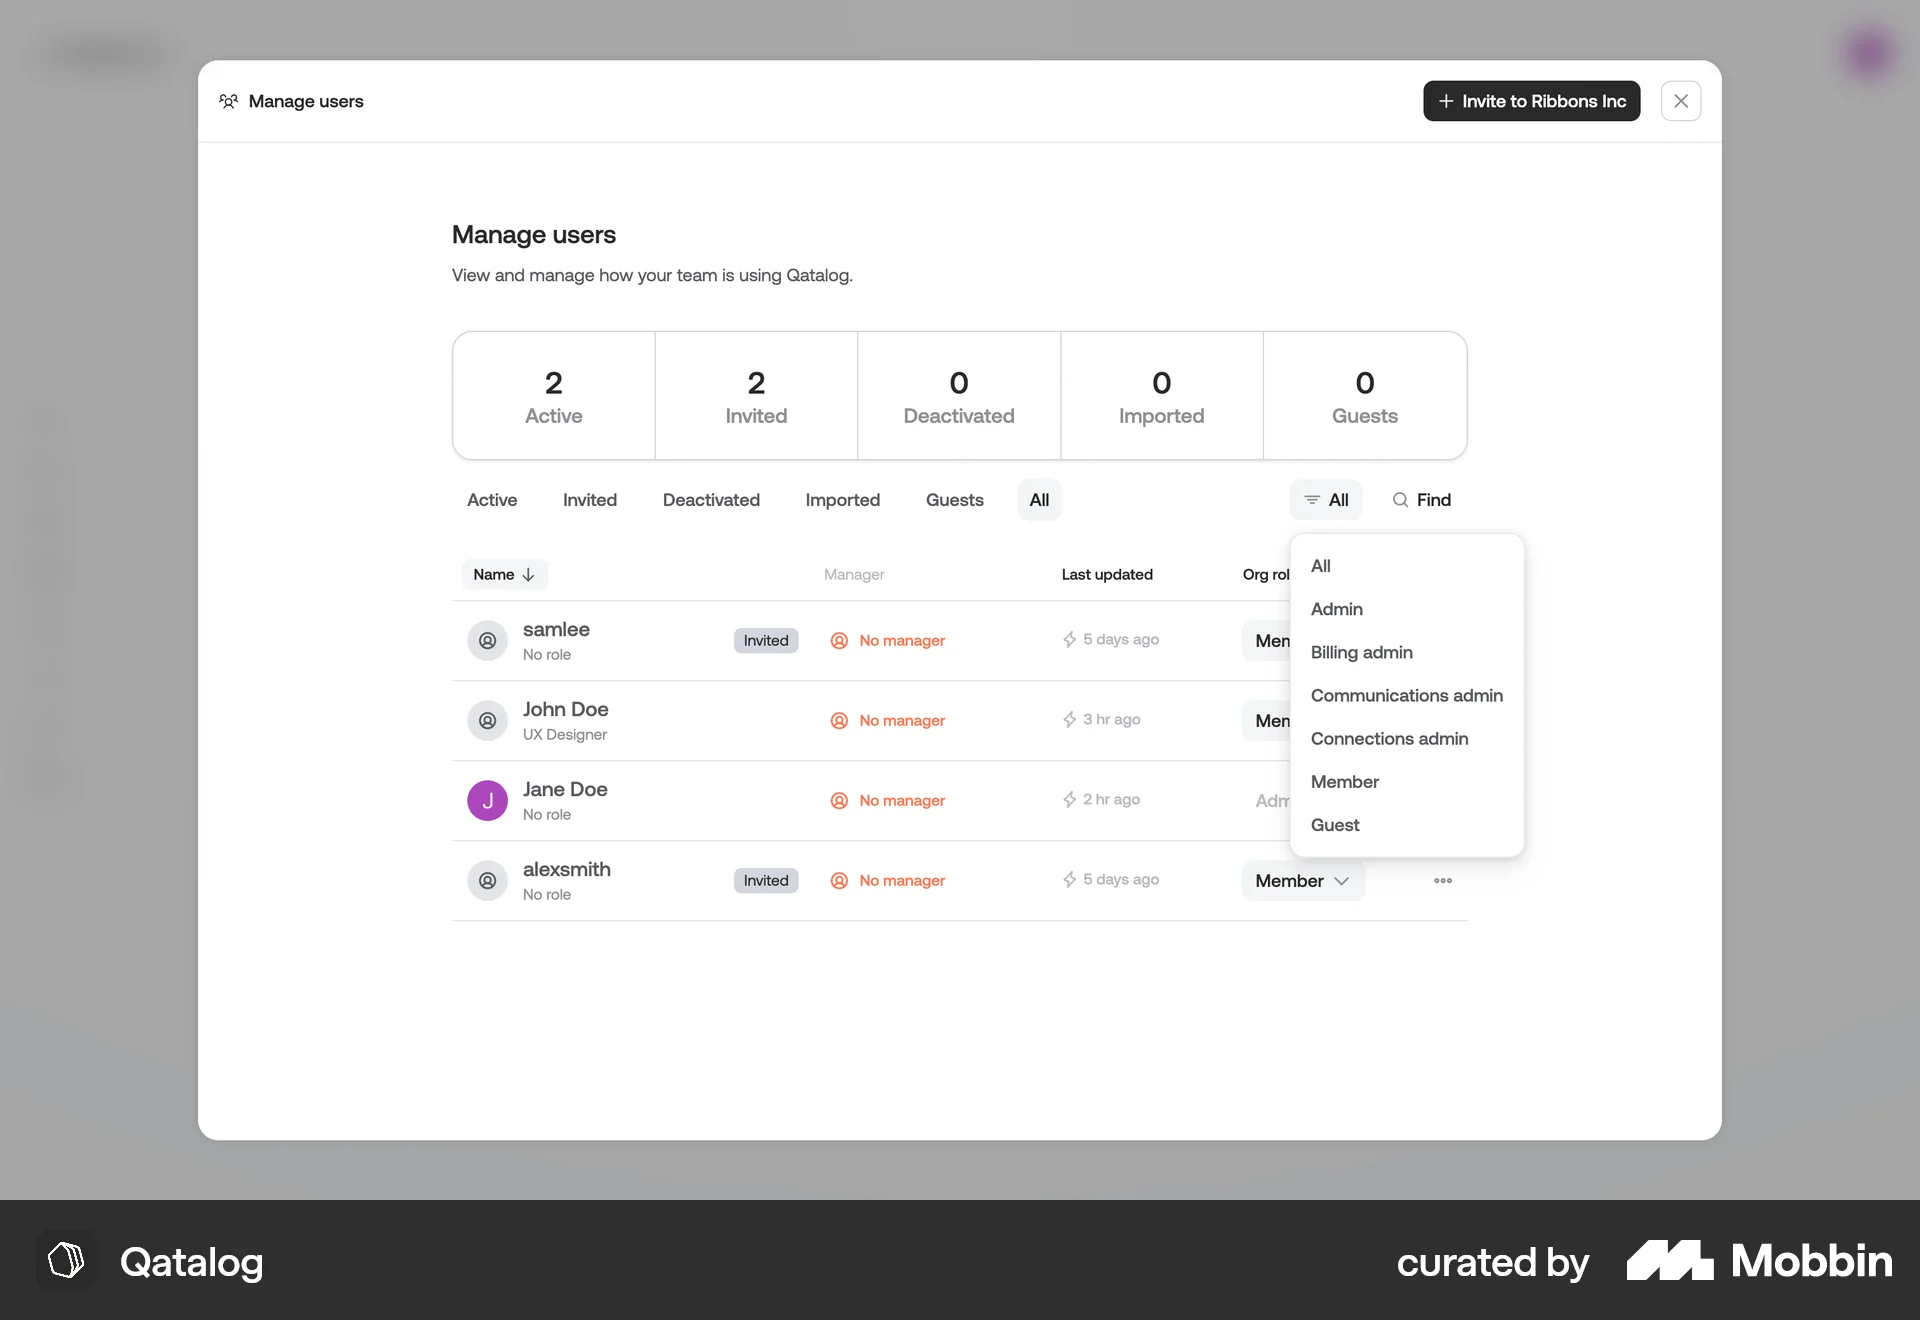 Manage users
Invite to Ribbons Inc
Manage users
View and manage how your team is using Qatalog.
2
Active
2
Invited
0
Deactivated
0
Imported
0
Guests
Active Invited Deactivated Imported Guests All
All Find
All
Admin
Billing admin
Communications admin
Connections admin
Member
Guest
Name Manager Last updated Org rol
samlee
No role
Invited No manager 5 days ago Mem
John Doe
UX Designer
No manager 3 hr ago Mem
J
Jane Doe
No role
No manager 2 hr ago Adm
alexsmith
No role
Invited No manager 5 days ago Member
Qatalog
curated by Mobbin